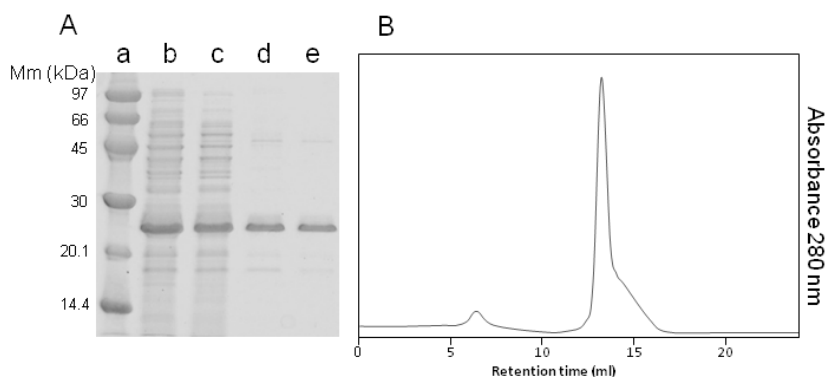 A
B
a b c d e
Mm (kDa)
97
66
45
30
20.1
14.4
Absorbance 280 nm
0 5 10 15 20
Retention time (ml)